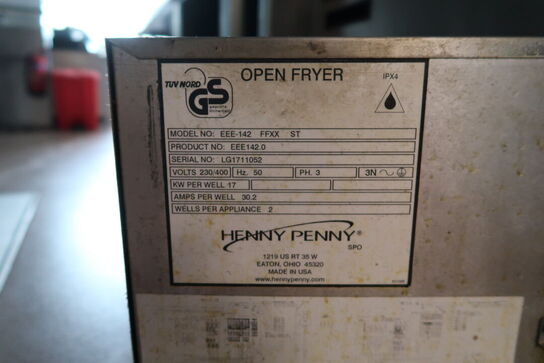 OPEN FRYER
IPX4
TUV NORD
GS
MODEL NO: EEE-142 FFXX ST
PRODUCT NO: EEE142.0
SERIAL NO: LG1711052
VOLTS 230/400 Hz. 50 PH. 3 3N
KW PER WELL 17
AMPS PER WELL 30.2
WELLS PER APPLIANCE 2
HENNY PENNY
SPO
1219 US RT 35 W
EATON, OHIO 45320
MADE IN USA
www.hennypenny.com